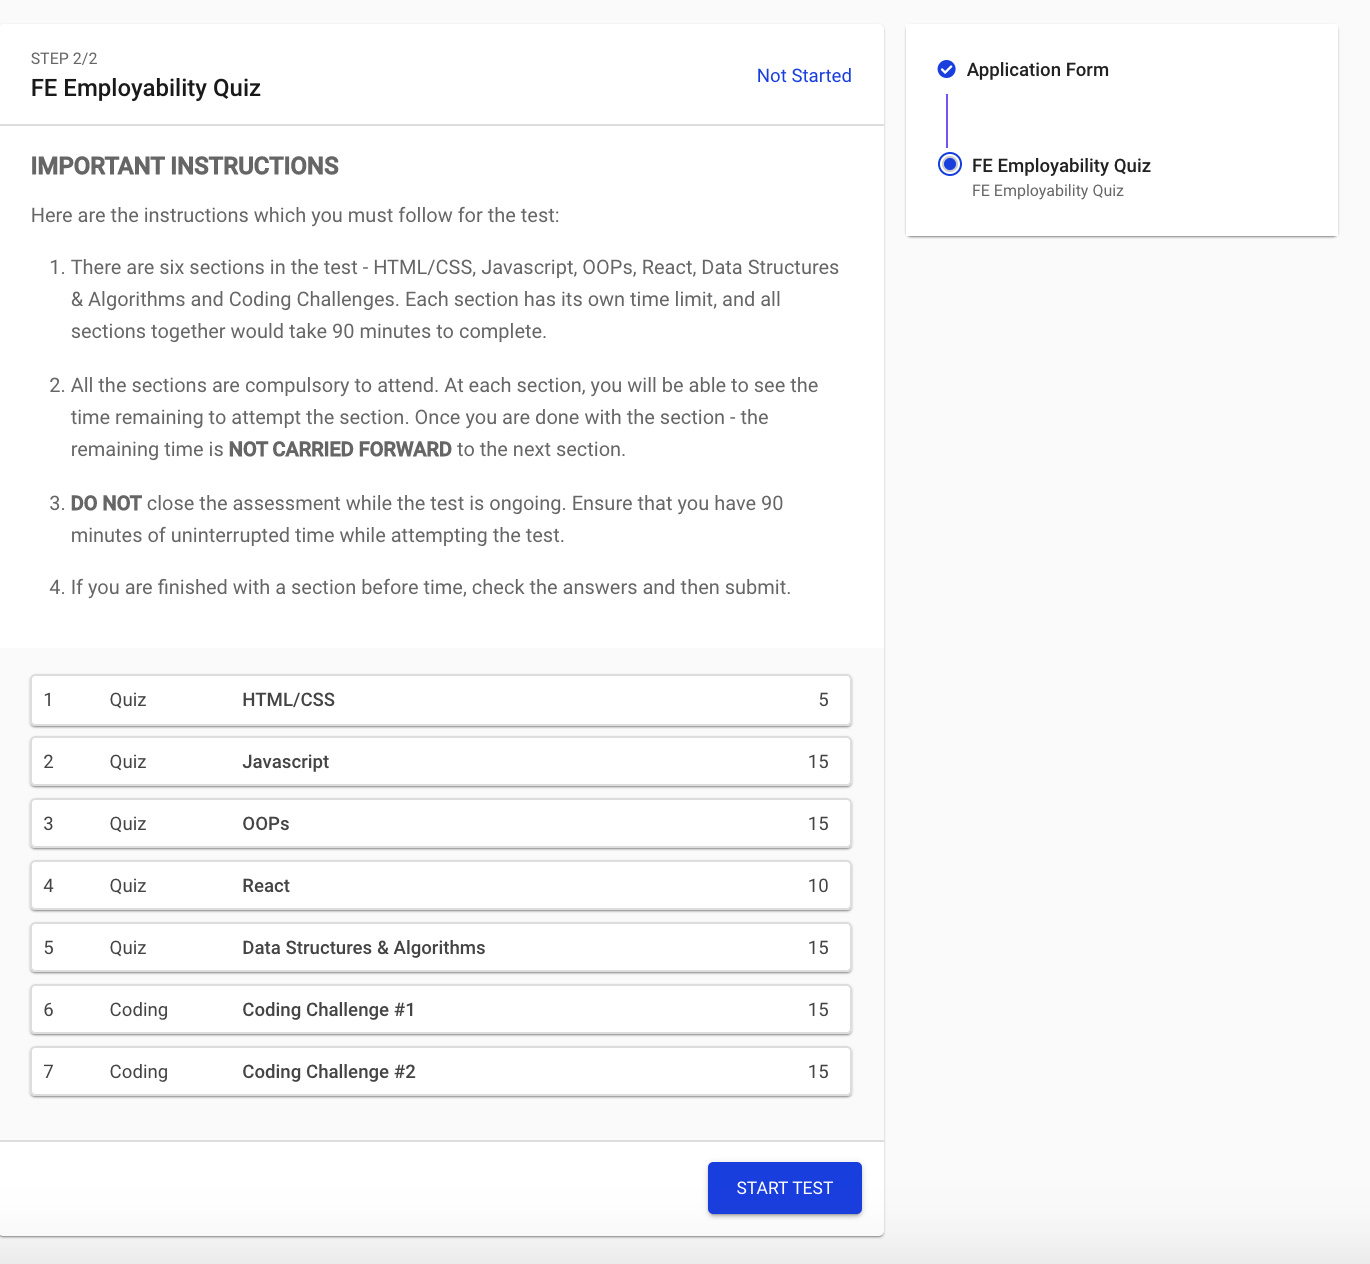 STEP 2/2
FE Employability Quiz
Not Started
IMPORTANT INSTRUCTIONS
Here are the instructions which you must follow for the test:
1. There are six sections in the test - HTML/CSS, Javascript, OOPs, React, Data Structures
& Algorithms and Coding Challenges. Each section has its own time limit, and all
sections together would take 90 minutes to complete.
2. All the sections are compulsory to attend. At each section, you will be able to see the
time remaining to attempt the section. Once you are done with the section - the
remaining time is NOT CARRIED FORWARD to the next section.
3. DO NOT close the assessment while the test is ongoing. Ensure that you have 90
minutes of uninterrupted time while attempting the test.
4. If you are finished with a section before time, check the answers and then submit.
1 Quiz HTML/CSS 5
2 Quiz Javascript 15
3 Quiz OOPs 15
4 Quiz React 10
5 Quiz Data Structures & Algorithms 15
6 Coding Coding Challenge #1 15
7 Coding Coding Challenge #2 15
START TEST
Application Form
FE Employability Quiz
FE Employability Quiz